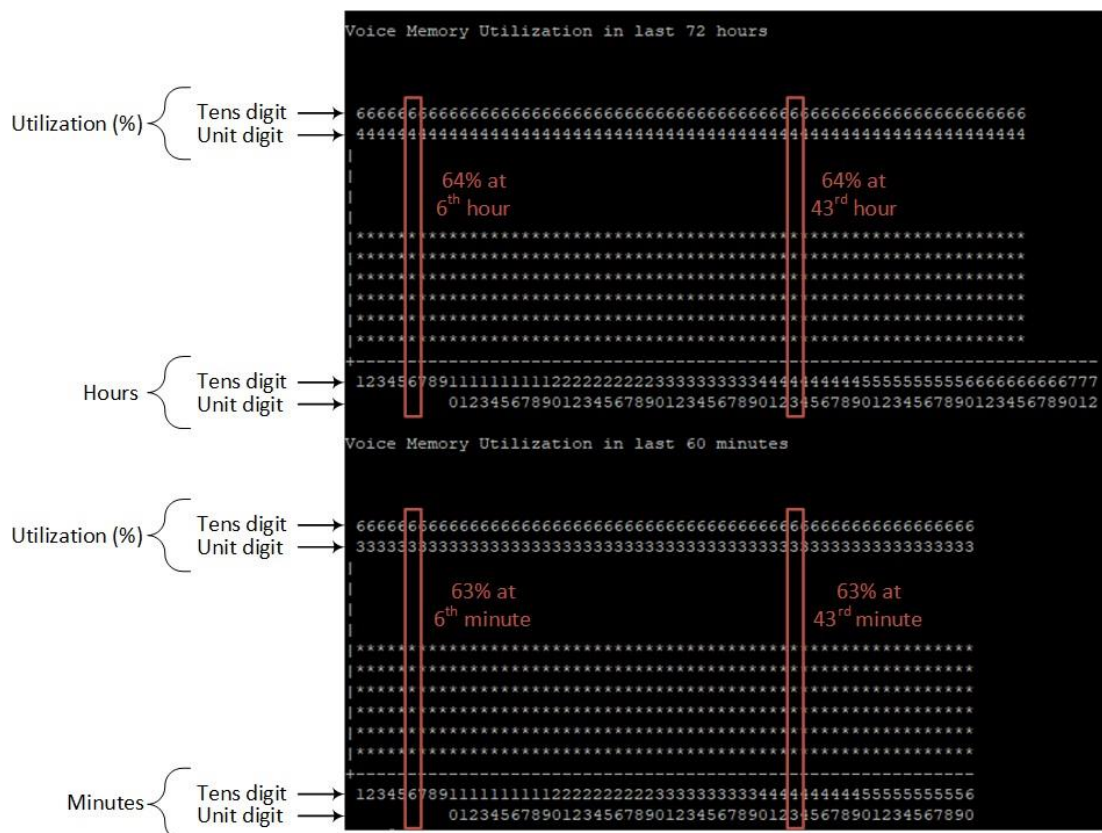 Voice Memory Utilization in last 72 hours
Utilization (%)
Tens digit 66666666666666666666666666666666666666666666666666666666666666666
Unit digit 44444444444444444444444444444444444444444444444444444444444444444
64% at
6th hour
64% at
43rd hour
Hours
Tens digit 123456789111111111122222222223333333333444444444455555555556666666666777
Unit digit 012345678901234567890123456789012345678901234567890123456789012
Voice Memory Utilization in last 60 minutes
Utilization (%)
Tens digit 666666666666666666666666666666666666666666666666666666666666
Unit digit 333333333333333333333333333333333333333333333333333333333333
63% at
6th minute
63% at
43rd minute
Minutes
Tens digit 123456789111111111122222222223333333333444444444455555555556
Unit digit 012345678901234567890123456789012345678901234567890